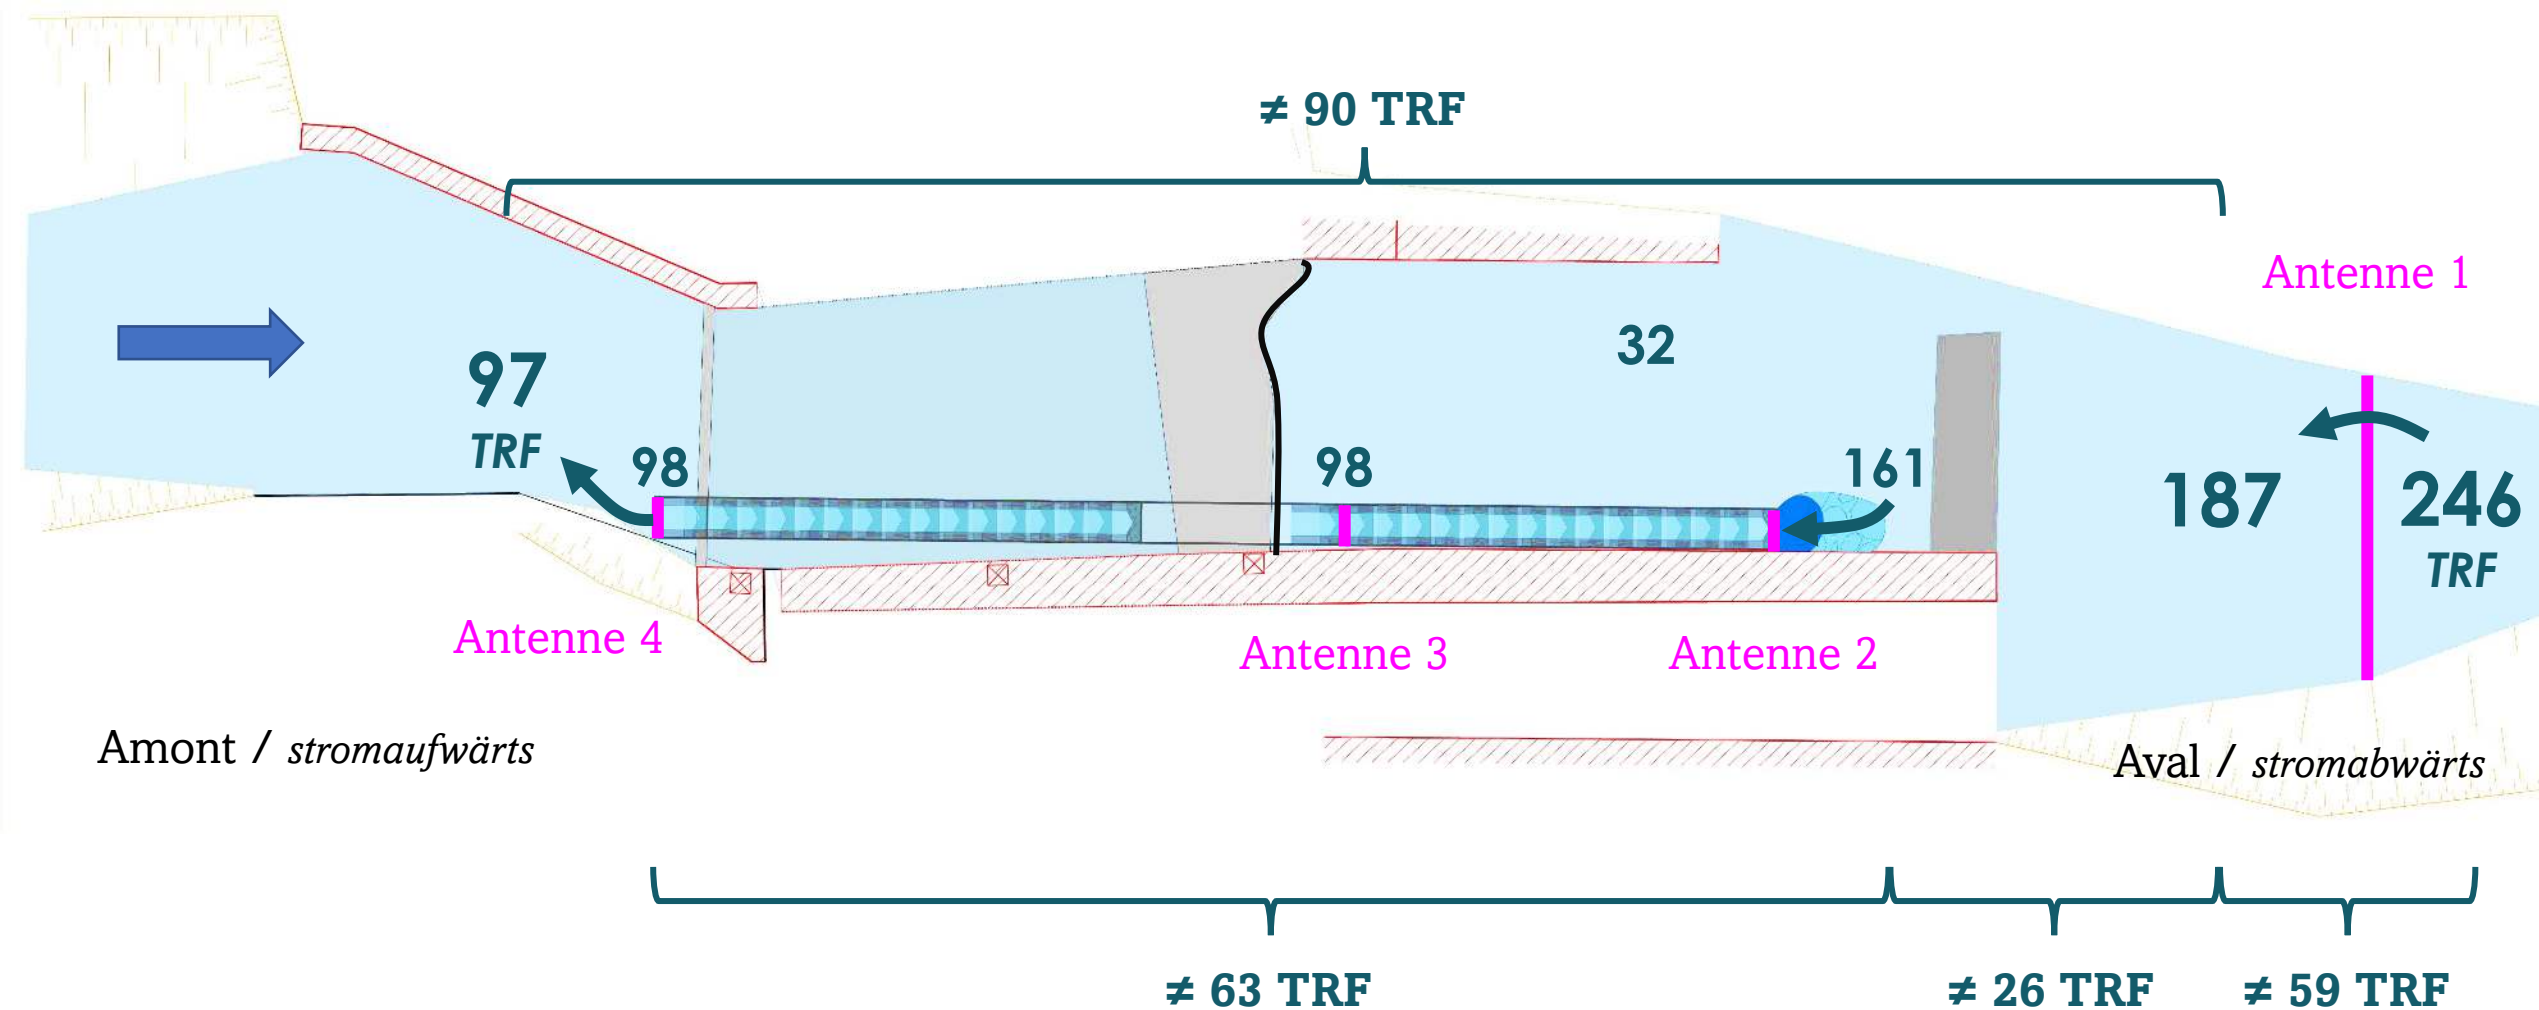 ≠ 90 TRF
Antenne 1
32
97
TRF
98
98
161
187
246
TRF
Antenne 4
Antenne 3
Antenne 2
Amont / stromaufwärts
Aval / stromabwärts
≠ 63 TRF
≠ 26 TRF
≠ 59 TRF